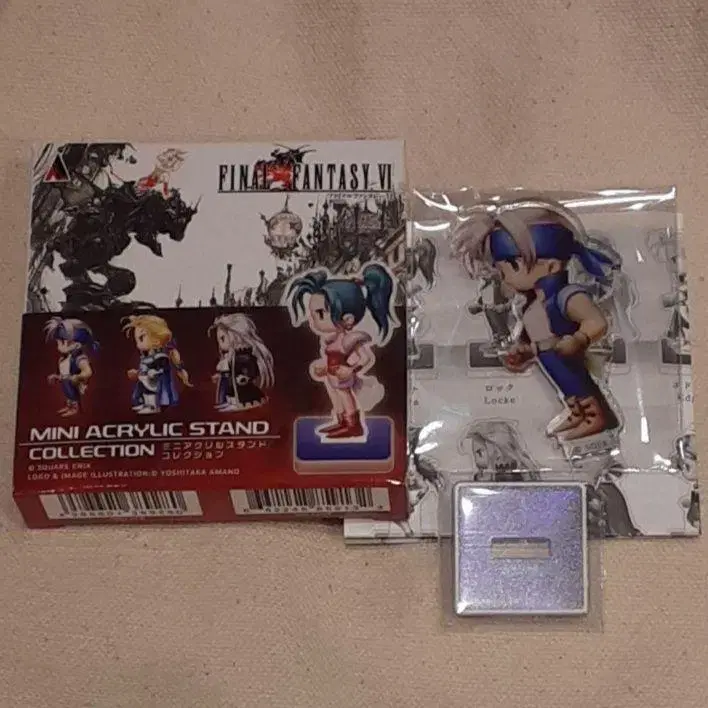 FINAL FANTASY VI
MINI ACRYLIC STAND
COLLECTION
ミニアクリルスタンド
コレクション
© SQUARE ENIX
LOGO & IMAGE ILLUSTRATION:© YOSHITAKA AMANO
ロック
Locke